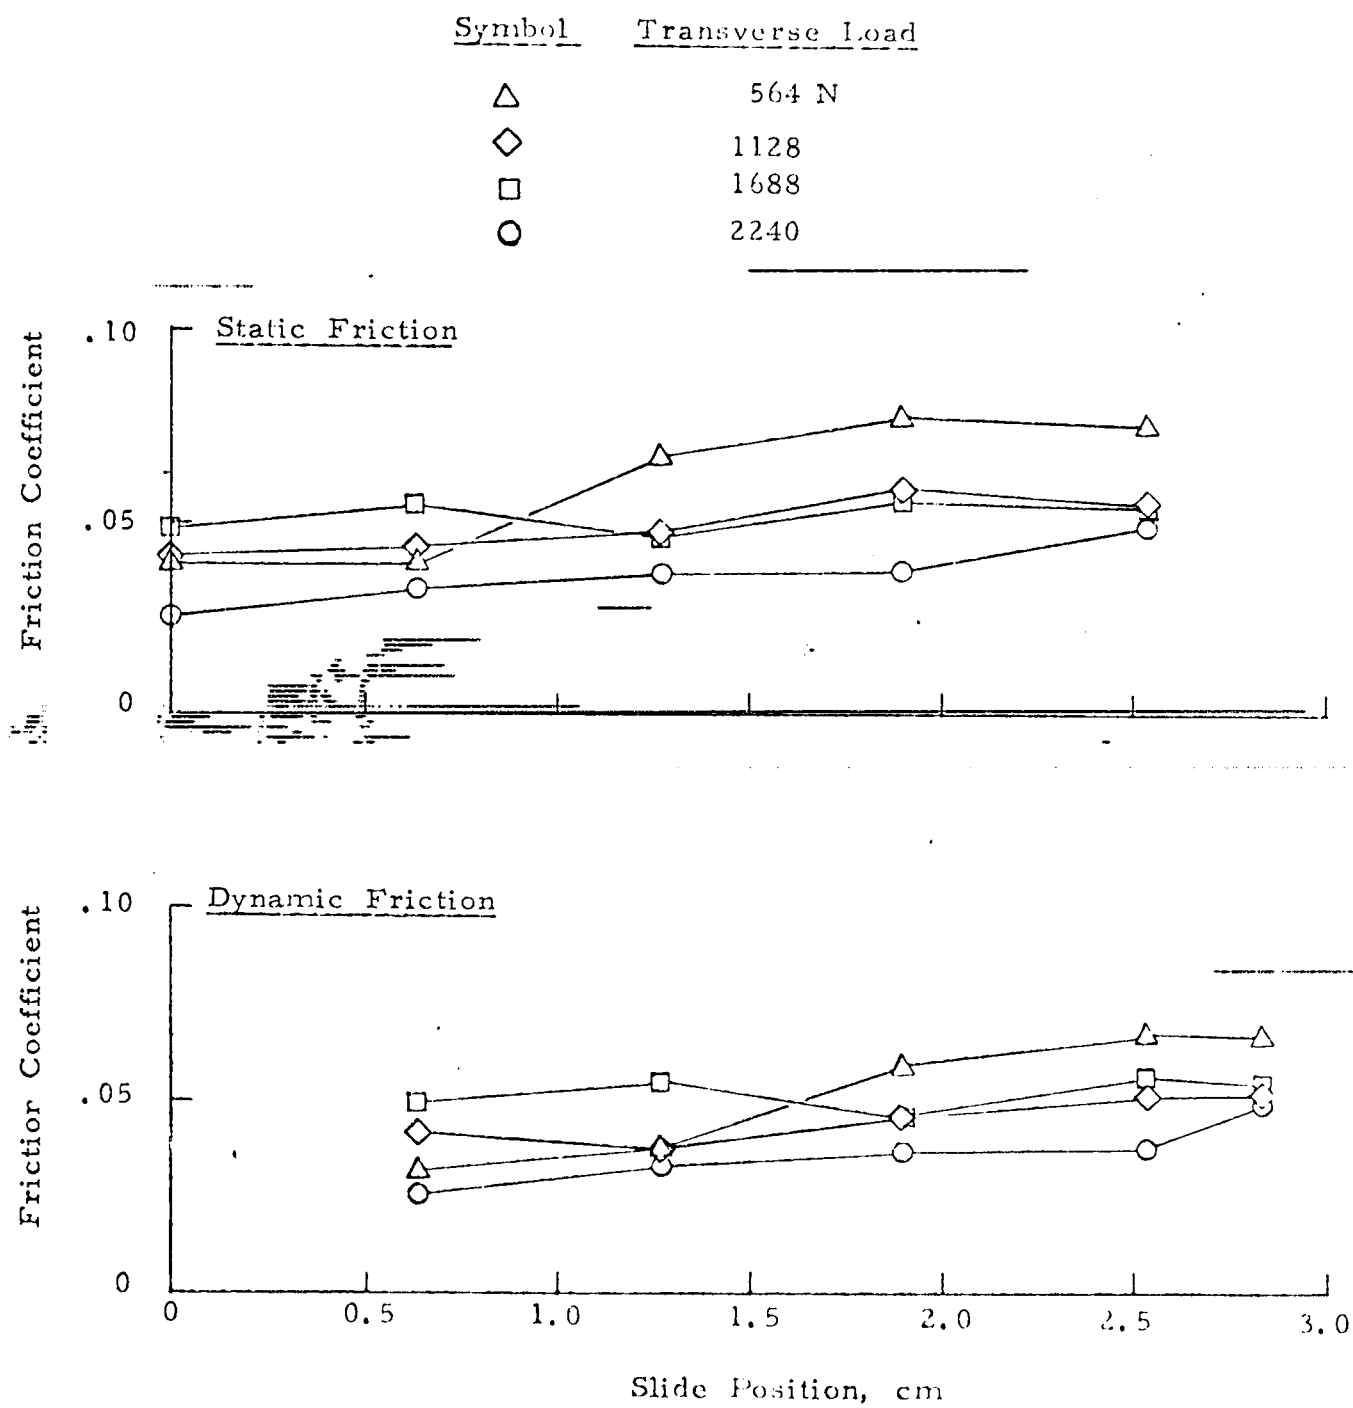 Symbol Transverse Load
564 N
1128
1688
2240
Static Friction
Friction Coefficient
.10
.05
0
Dynamic Friction
Frictior Coefficient
.10
.05
0
0 0.5 1.0 1.5 2.0 2.5 3.0
Slide Position, cm